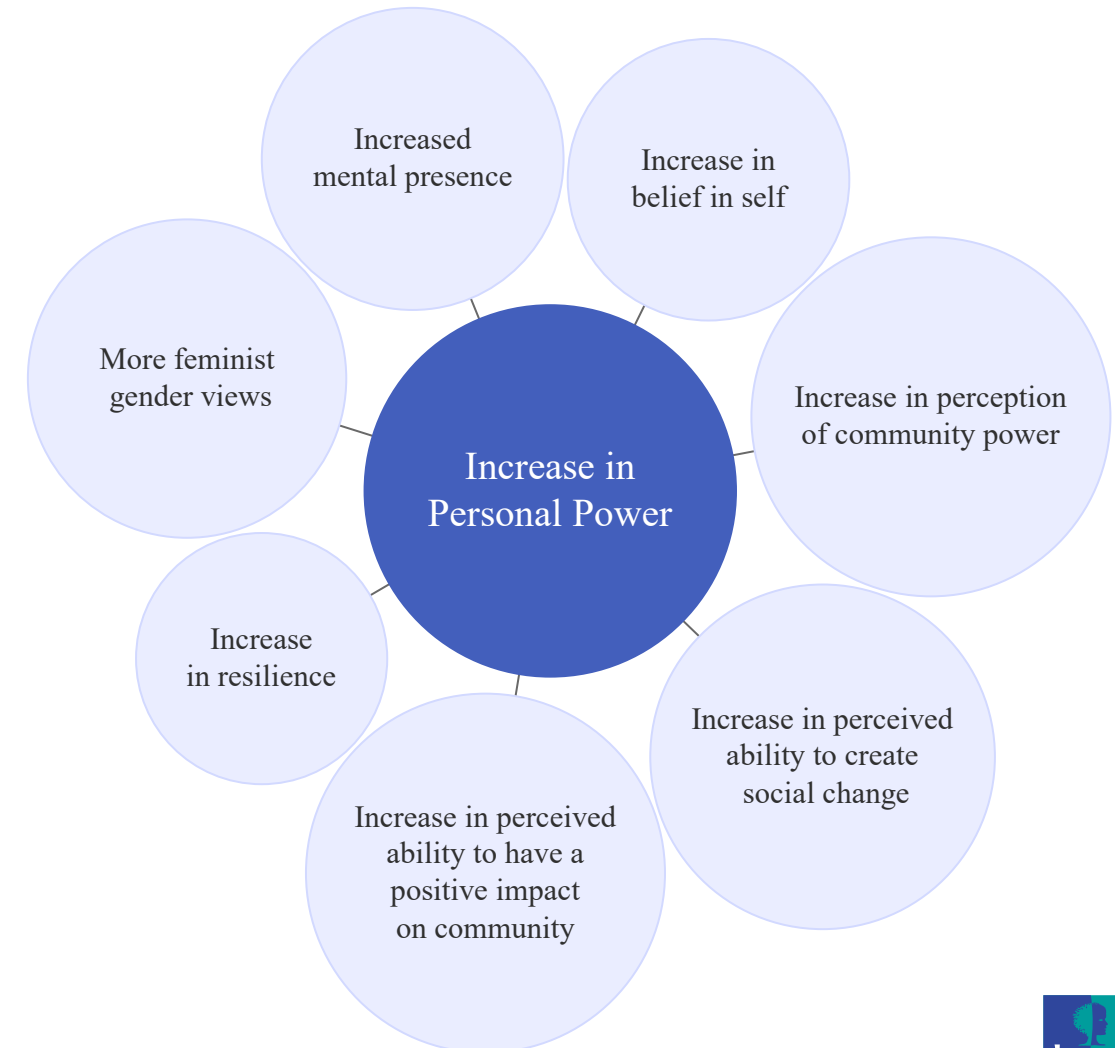 Increased
mental presence
Increase in
belief in self
More feminist
gender views
Increase in perception
of community power
Increase in
Personal Power
Increase
in resilience
Increase in perceived
ability to create
social change
Increase in perceived
ability to have a
positive impact
on community